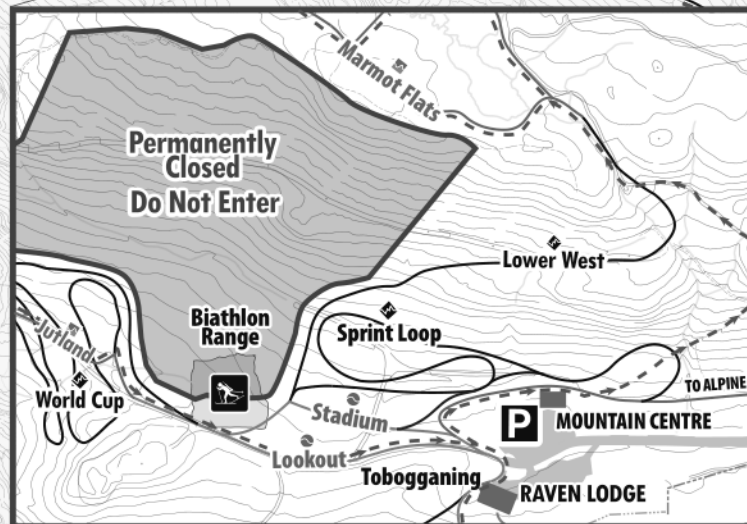 Marmot Flats
Permanently
Closed
Do Not Enter
Lower West
Biathlon
Range
Sprint Loop
Jutland
World Cup
Stadium
TO ALPINE
P
MOUNTAIN CENTRE
Lookout
Tobogganing
RAVEN LODGE